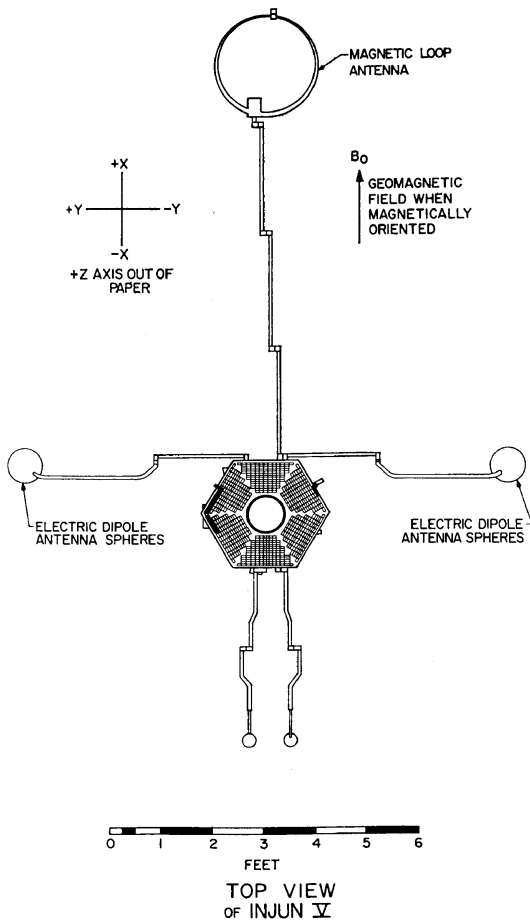 MAGNETIC LOOP
ANTENNA
+X
+Y
-Y
-X
+Z AXIS OUT OF
PAPER
B₀
GEOMAGNETIC
FIELD WHEN
MAGNETICALLY
ORIENTED
ELECTRIC DIPOLE
ANTENNA SPHERES
ELECTRIC DIPOLE
ANTENNA SPHERES
0 1 2 3 4 5 6
FEET
TOP VIEW
OF INJUN V